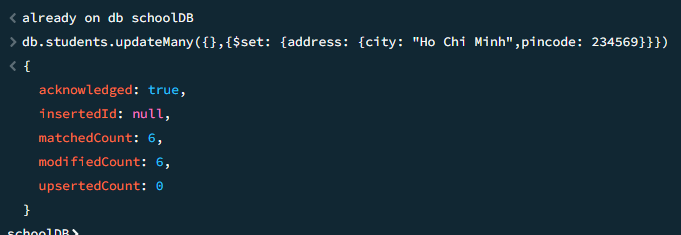 < already on db schoolDB
> db.students.updateMany({},{$set: {address: {city: "Ho Chi Minh",pincode: 234569}}})
< {
acknowledged: true,
insertedId: null,
matchedCount: 6,
modifiedCount: 6,
upsertedCount: 0
}
schoolDB>